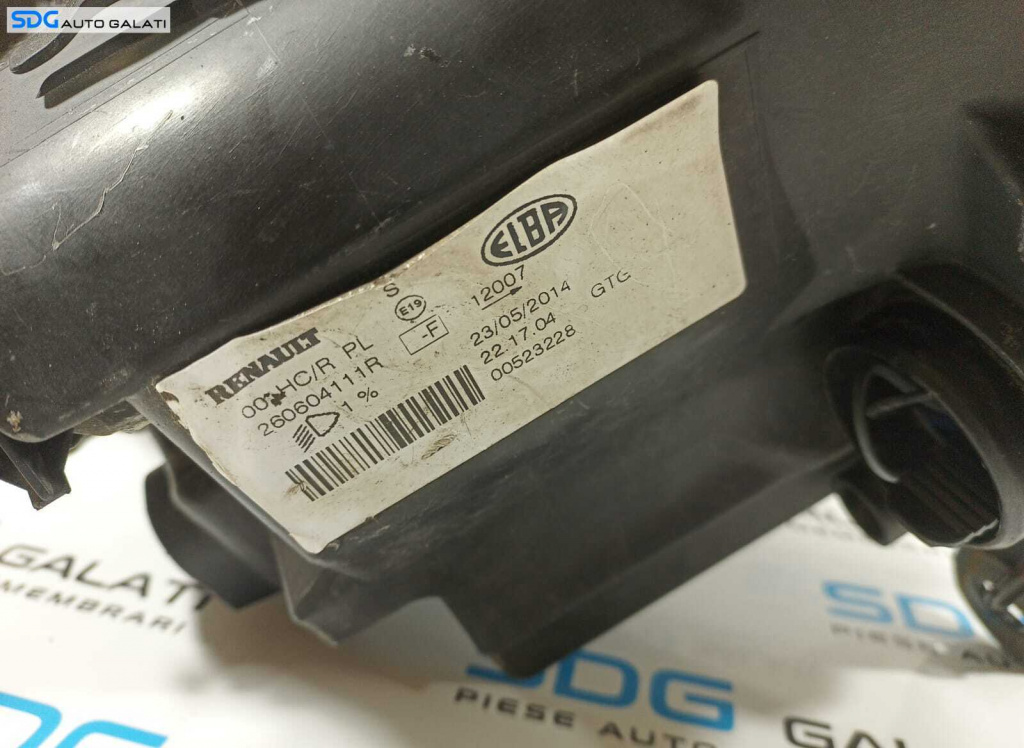 SDG AUTO GALATI
ELBA
RENAULT
HC/R PL
S
E19
12007
260604111R
-F
23/05/2014
1 %
22.17.04
GTG
00523228
GALATI
MEMBRARI
SDG
PIESE AUTO
SDG
PIESE AUTO
GALA